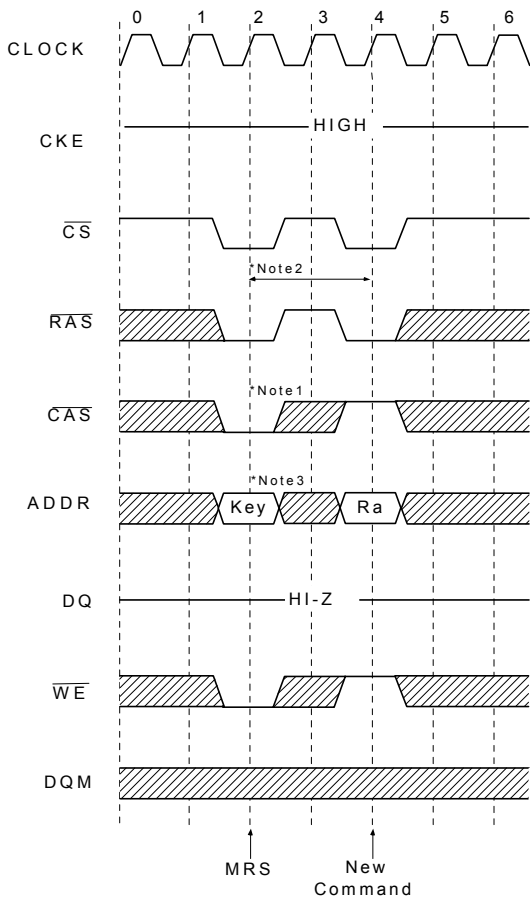 0 1 2 3 4 5 6
CLOCK
HIGH
CKE
CS
*Note2
RAS
*Note1
CAS
*Note3
ADDR
Key
Ra
DQ
HI-Z
WE
DQM
MRS
New
Command